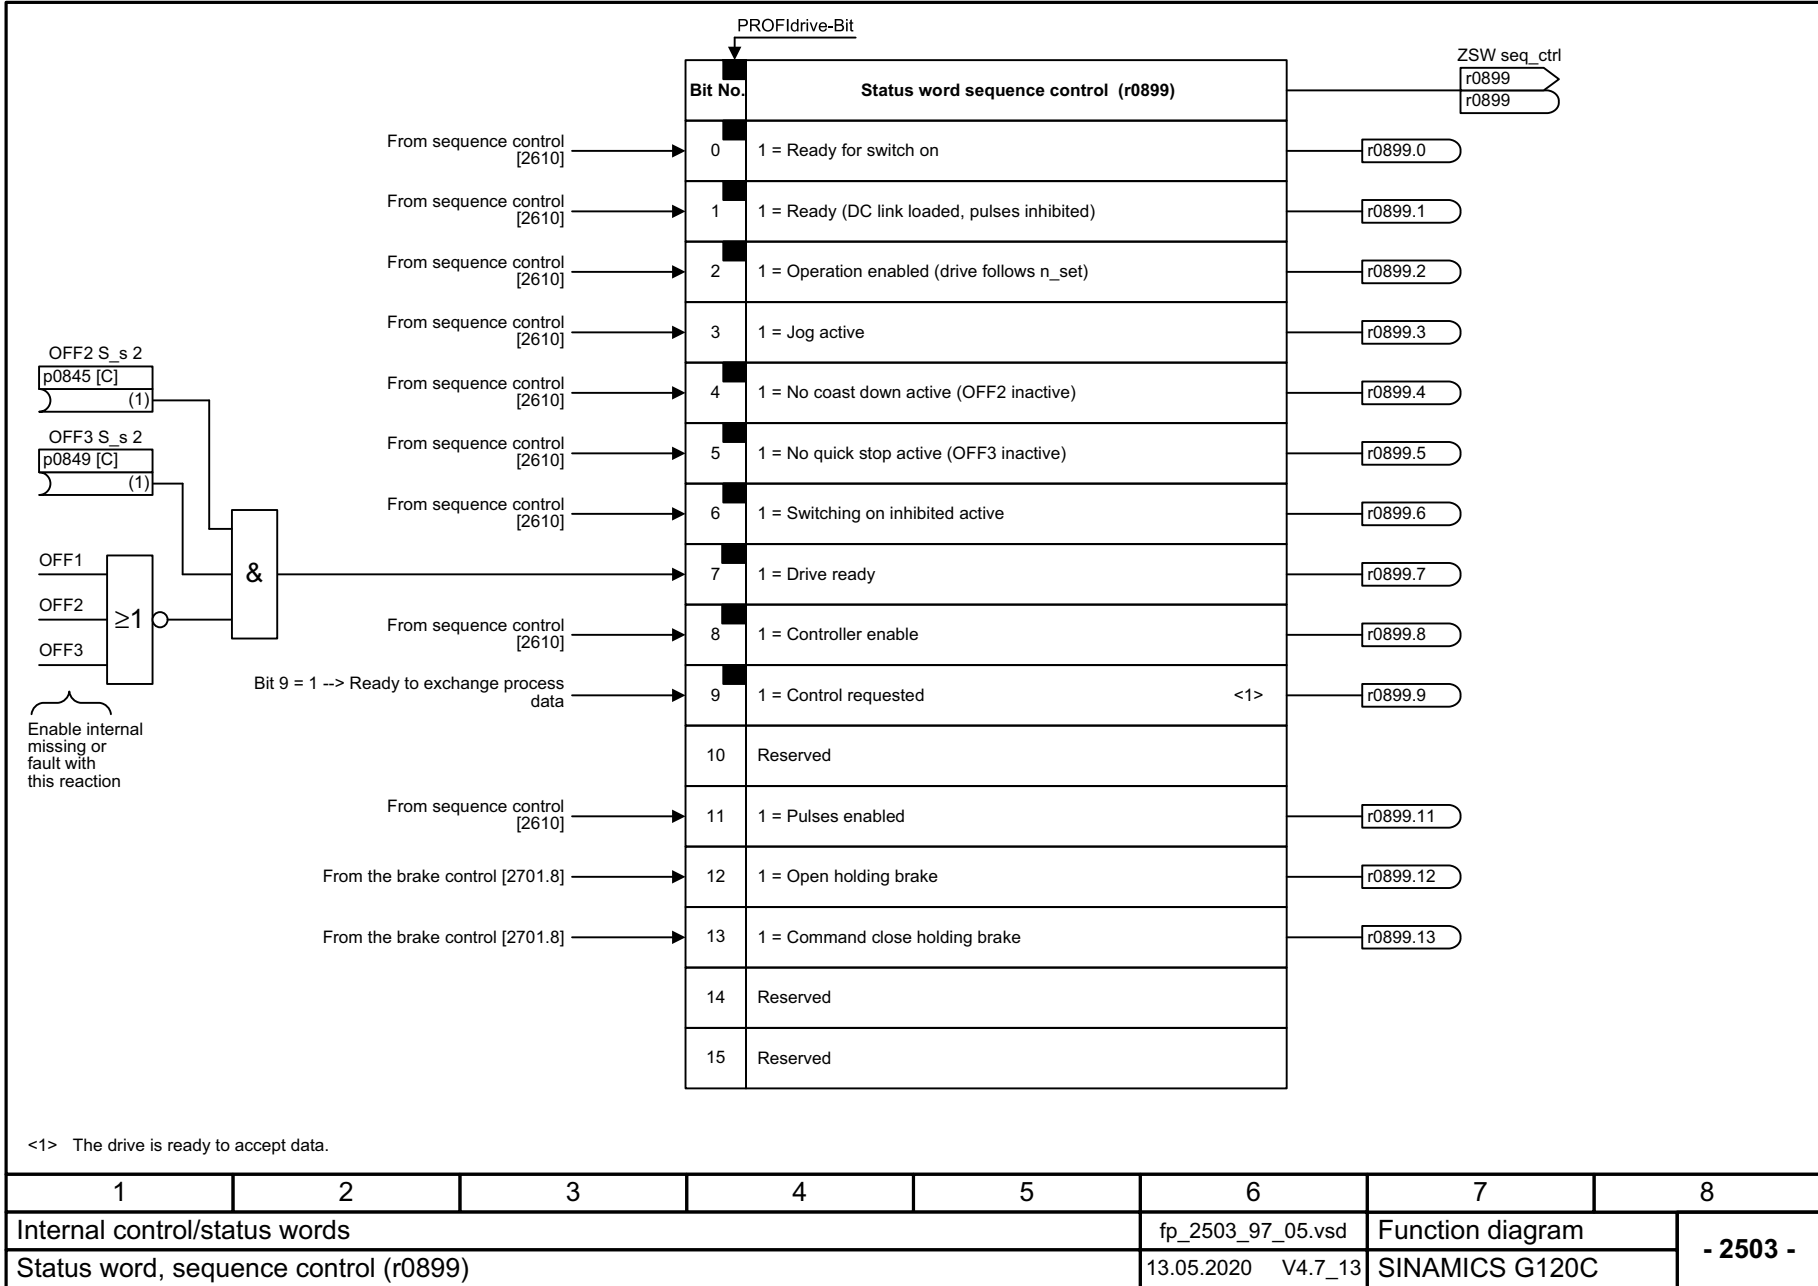 PROFIdrive-Bit
ZSW seq_ctrl
r0899
r0899
Bit No.
Status word sequence control (r0899)
From sequence control
[2610]
0
1 = Ready for switch on
r0899.0
From sequence control
[2610]
1
1 = Ready (DC link loaded, pulses inhibited)
r0899.1
From sequence control
[2610]
2
1 = Operation enabled (drive follows n_set)
r0899.2
From sequence control
[2610]
3
1 = Jog active
r0899.3
OFF2 S_s 2
p0845 [C]
(1)
From sequence control
[2610]
4
1 = No coast down active (OFF2 inactive)
r0899.4
OFF3 S_s 2
p0849 [C]
(1)
From sequence control
[2610]
5
1 = No quick stop active (OFF3 inactive)
r0899.5
From sequence control
[2610]
6
1 = Switching on inhibited active
r0899.6
OFF1
OFF2
OFF3
≥1
&
7
1 = Drive ready
r0899.7
From sequence control
[2610]
8
1 = Controller enable
r0899.8
Enable internal
missing or
fault with
this reaction
Bit 9 = 1 --> Ready to exchange process
data
9
1 = Control requested <1>
r0899.9
10
Reserved
From sequence control
[2610]
11
1 = Pulses enabled
r0899.11
From the brake control [2701.8]
12
1 = Open holding brake
r0899.12
From the brake control [2701.8]
13
1 = Command close holding brake
r0899.13
14
Reserved
15
Reserved
<1> The drive is ready to accept data.
1 2 3 4 5 6 7 8
Internal control/status words
fp_2503_97_05.vsd
Function diagram
- 2503 -
Status word, sequence control (r0899)
13.05.2020 V4.7_13
SINAMICS G120C